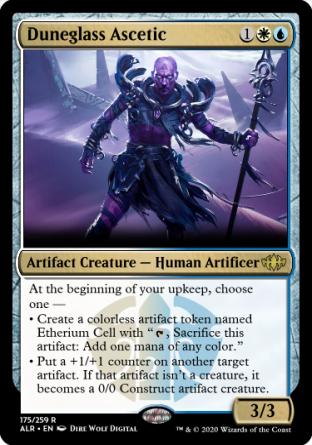 Duneglass Ascetic 1
Artifact Creature — Human Artificer
At the beginning of your upkeep, choose
one —
• Create a colorless artifact token named
Etherium Cell with “, Sacrifice this
artifact: Add one mana of any color.”
• Put a +1/+1 counter on another target
artifact. If that artifact isn't a creature, it
becomes a 0/0 Construct artifact creature.
3/3
175/259 R
ALR • EN Dire Wolf Digital
™ & © 2020 Wizards of the Coast